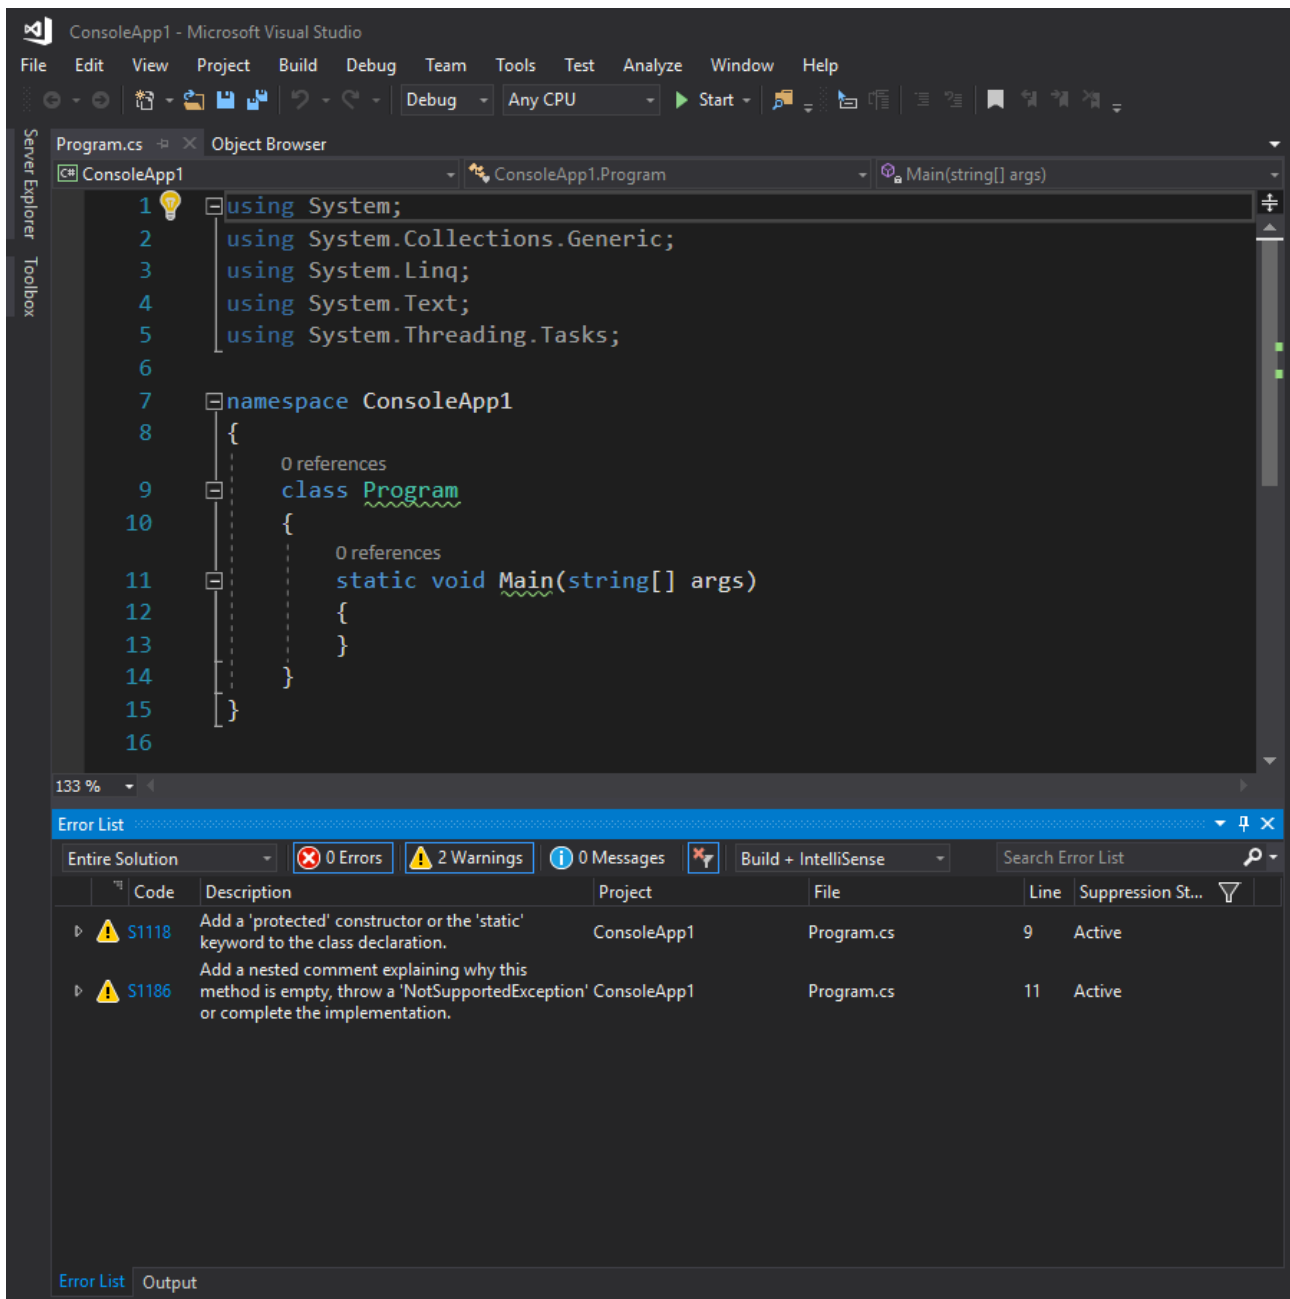 ConsoleApp1 - Microsoft Visual Studio
File Edit View Project Build Debug Team Tools Test Analyze Window Help
Debug Any CPU Start
Server Explorer
Toolbox
Program.cs Object Browser
C# ConsoleApp1 ConsoleApp1.Program Main(string[] args)
1 using System;
2 using System.Collections.Generic;
3 using System.Linq;
4 using System.Text;
5 using System.Threading.Tasks;
6
7 namespace ConsoleApp1
8 {
0 references
9 class Program
10 {
0 references
11 static void Main(string[] args)
12 {
13 }
14 }
15 }
16
133 %
Error List
Entire Solution 0 Errors 2 Warnings 0 Messages Build + IntelliSense Search Error List
Code Description Project File Line Suppression St...
S1118 Add a 'protected' constructor or the 'static' ConsoleApp1 Program.cs 9 Active
keyword to the class declaration.
Add a nested comment explaining why this
S1186 method is empty, throw a 'NotSupportedException' ConsoleApp1 Program.cs 11 Active
or complete the implementation.
Error List Output